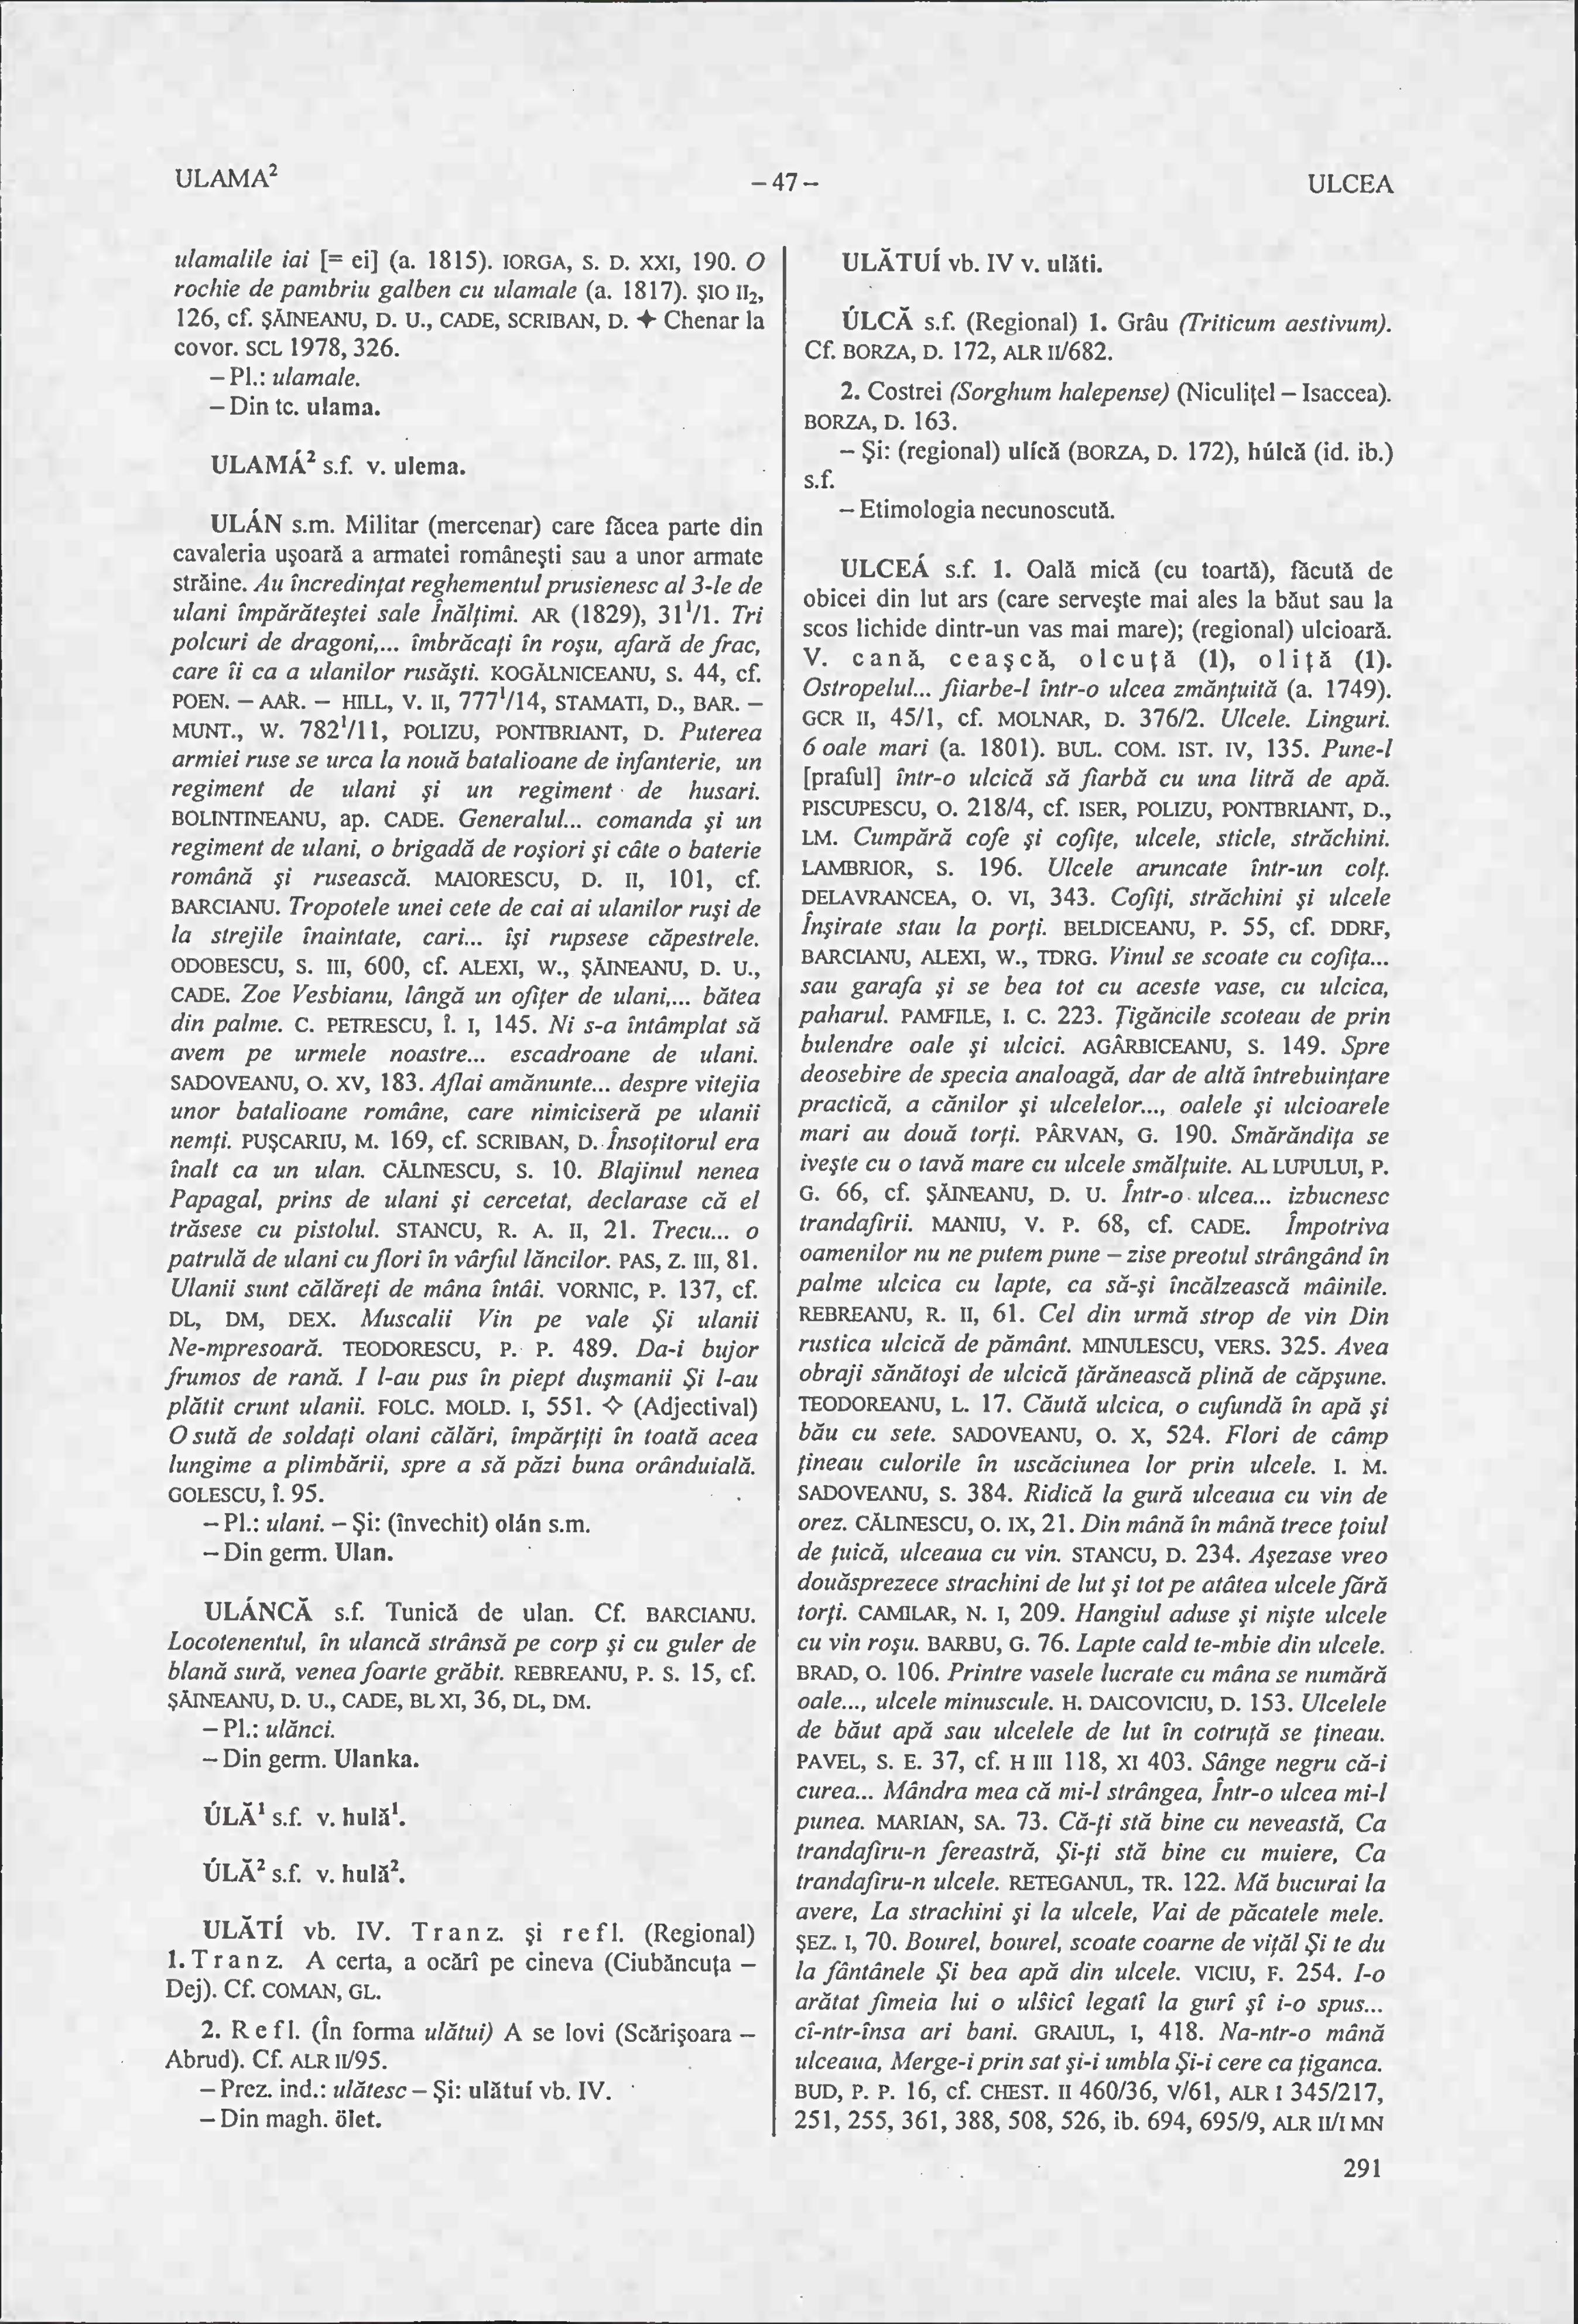 ULAMA²
– 47 –
ULCEA
ulamalile iai [= ei] (a. 1815). IORGA, S. D. XXI, 190. O
rochie de pambriu galben cu ulamale (a. 1817). ŞIO II₂,
126, cf. ŞĂINEANU, D. U., CADE, SCRIBAN, D. ✦ Chenar la
covor. SCL 1978, 326.
– Pl.: ulamale.
– Din tc. ulama.
ULAMÁ² s.f. v. ulema.
ULÁN s.m. Militar (mercenar) care făcea parte din
cavaleria uşoară a armatei româneşti sau a unor armate
străine. Au încredinţat reghementul prusienesc al 3-le de
ulani împărăteştei sale Înălţimi. AR (1829), 31¹/1. Tri
polcuri de dragoni,... îmbrăcaţi în roşu, afară de frac,
care îi ca a ulanilor rusăşti. KOGĂLNICEANU, S. 44, cf.
POEN. – AAR. – HILL, V. II, 777¹/14, STAMATI, D., BAR. –
MUNT., W. 782¹/11, POLIZU, PONTBRIANT, D. Puterea
armiei ruse se urca la nouă batalioane de infanterie, un
regiment de ulani şi un regiment de husari.
BOLINTINEANU, ap. CADE. Generalul... comanda şi un
regiment de ulani, o brigadă de roşiori şi câte o baterie
română şi rusească. MAIORESCU, D. II, 101, cf.
BARCIANU. Tropotele unei cete de cai ai ulanilor ruşi de
la strejile înaintate, cari... îşi rupsese căpestrele.
ODOBESCU, S. III, 600, cf. ALEXI, W., ŞĂINEANU, D. U.,
CADE. Zoe Vesbianu, lângă un ofiţer de ulani,... bătea
din palme. C. PETRESCU, Î. I, 145. Ni s-a întâmplat să
avem pe urmele noastre... escadroane de ulani.
SADOVEANU, O. XV, 183. Aflai amănunte... despre vitejia
unor batalioane române, care nimiciseră pe ulanii
nemţi. PUŞCARIU, M. 169, cf. SCRIBAN, D. Însoţitorul era
înalt ca un ulan. CĂLINESCU, S. 10. Blajinul nenea
Papagal, prins de ulani şi cercetat, declarase că el
trăsese cu pistolul. STANCU, R. A. II, 21. Trecu... o
patrulă de ulani cu flori în vârful lăncilor. PAS, Z. III, 81.
Ulanii sunt călăreţi de mâna întâi. VORNIC, P. 137, cf.
DL, DM, DEX. Muscalii Vin pe vale Şi ulanii
Ne-mpresoară. TEODORESCU, P. P. 489. Da-i bujor
frumos de rană. I l-au pus în piept duşmanii Şi l-au
plătit crunt ulanii. FOLC. MOLD. I, 551. ◇ (Adjectival)
O sută de soldaţi olani călări, împărţiţi în toată acea
lungime a plimbării, spre a să păzi buna orânduială.
GOLESCU, Î. 95.
– Pl.: ulani. – Şi: (învechit) olán s.m.
– Din germ. Ulan.
ULÁNCĂ s.f. Tunică de ulan. Cf. BARCIANU.
Locotenentul, în ulancă strânsă pe corp şi cu guler de
blană sură, venea foarte grăbit. REBREANU, P. S. 15, cf.
ŞĂINEANU, D. U., CADE, BL XI, 36, DL, DM.
– Pl.: ulănci.
– Din germ. Ulanka.
ÚLĂ¹ s.f. v. hulă¹.
ÚLĂ² s.f. v. hulă².
ULĂTÍ vb. IV. Tranz. şi refl. (Regional)
1. Tranz. A certa, a ocărî pe cineva (Ciubăncuţa –
Dej). Cf. COMAN, GL.
2. Refl. (În forma ulătui) A se lovi (Scărişoara –
Abrud). Cf. ALR II/95.
– Prez. ind.: ulătesc – Şi: ulătuí vb. IV.
– Din magh. ölet.
ULĂTUÍ vb. IV v. ulăti.
ÚLCĂ s.f. (Regional) 1. Grâu (Triticum aestivum).
Cf. BORZA, D. 172, ALR II/682.
2. Costrei (Sorghum halepense) (Niculiţel – Isaccea).
BORZA, D. 163.
– Şi: (regional) ulícă (BORZA, D. 172), húlcă (id. ib.)
s.f.
– Etimologia necunoscută.
ULCEÁ s.f. 1. Oală mică (cu toartă), făcută de
obicei din lut ars (care serveşte mai ales la băut sau la
scos lichide dintr-un vas mai mare); (regional) ulcioară.
V. cană, ceaşcă, olcuţă (1), oliţă (1).
Ostropelul... fiiarbe-l într-o ulcea zmănţuită (a. 1749).
GCR II, 45/1, cf. MOLNAR, D. 376/2. Ulcele. Linguri.
6 oale mari (a. 1801). BUL. COM. IST. IV, 135. Pune-l
[praful] într-o ulcică să fiarbă cu una litră de apă.
PISCUPESCU, O. 218/4, cf. ISER, POLIZU, PONTBRIANT, D.,
LM. Cumpără cofe şi cofiţe, ulcele, sticle, străchini.
LAMBRIOR, S. 196. Ulcele aruncate într-un colţ.
DELAVRANCEA, O. VI, 343. Cofiţi, străchini şi ulcele
Înşirate stau la porţi. BELDICEANU, P. 55, cf. DDRF,
BARCIANU, ALEXI, W., TDRG. Vinul se scoate cu cofiţa...
sau garafa şi se bea tot cu aceste vase, cu ulcica,
paharul. PAMFILE, I. C. 223. Ţigăncile scoteau de prin
bulendre oale şi ulcici. AGÂRBICEANU, S. 149. Spre
deosebire de specia analoagă, dar de altă întrebuinţare
practică, a cănilor şi ulcelelor..., oalele şi ulcioarele
mari au două torţi. PÂRVAN, G. 190. Smărăndiţa se
iveşte cu o tavă mare cu ulcele smălţuite. AL LUPULUI, P.
G. 66, cf. ŞĂINEANU, D. U. Într-o ulcea... izbucnesc
trandafirii. MANIU, V. P. 68, cf. CADE. Împotriva
oamenilor nu ne putem pune – zise preotul strângând în
palme ulcica cu lapte, ca să-şi încălzească mâinile.
REBREANU, R. II, 61. Cel din urmă strop de vin Din
rustica ulcică de pământ. MINULESCU, VERS. 325. Avea
obraji sănătoşi de ulcică ţărănească plină de căpşune.
TEODOREANU, L. 17. Căută ulcica, o cufundă în apă şi
bău cu sete. SADOVEANU, O. X, 524. Flori de câmp
ţineau culorile în uscăciunea lor prin ulcele. I. M.
SADOVEANU, S. 384. Ridică la gură ulceaua cu vin de
orez. CĂLINESCU, O. IX, 21. Din mână în mână trece ţoiul
de ţuică, ulceaua cu vin. STANCU, D. 234. Aşezase vreo
douăsprezece strachini de lut şi tot pe atâtea ulcele fără
torţi. CAMILAR, N. I, 209. Hangiul aduse şi nişte ulcele
cu vin roşu. BARBU, G. 76. Lapte cald te-mbie din ulcele.
BRAD, O. 106. Printre vasele lucrate cu mâna se numără
oale..., ulcele minuscule. H. DAICOVICIU, D. 153. Ulcelele
de băut apă sau ulcelele de lut în cotruţă se ţineau.
PAVEL, S. E. 37, cf. H III 118, XI 403. Sânge negru că-i
curea... Mândra mea că mi-l strângea, Într-o ulcea mi-l
punea. MARIAN, SA. 73. Că-ţi stă bine cu neveastă, Ca
trandafiru-n fereastră, Şi-ţi stă bine cu muiere, Ca
trandafiru-n ulcele. RETEGANUL, TR. 122. Mă bucurai la
avere, La strachini şi la ulcele, Vai de păcatele mele.
ŞEZ. I, 70. Bourel, bourel, scoate coarne de viţăl Şi te du
la fântânele Şi bea apă din ulcele. VICIU, F. 254. I-o
arătat fimeia lui o ulŝicî legatî la gurî şî i-o spus...
cî-ntr-însa ari bani. GRAIUL, I, 418. Na-ntr-o mână
ulceaua, Merge-i prin sat şi-i umbla Şi-i cere ca ţiganca.
BUD, P. P. 16, cf. CHEST. II 460/36, V/61, ALR I 345/217,
251, 255, 361, 388, 508, 526, ib. 694, 695/9, ALR II/I MN
291